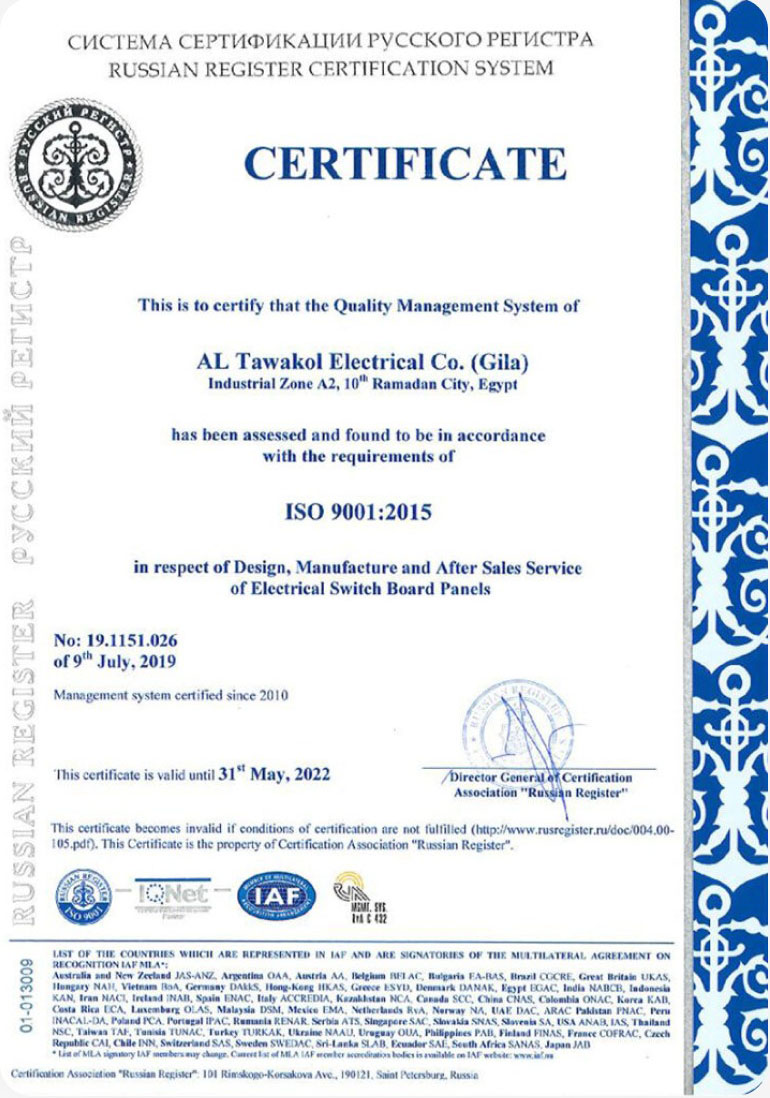 СИСТЕМА СЕРТИФИКАЦИИ РУССКОГО РЕГИСТРА
RUSSIAN REGISTER CERTIFICATION SYSTEM
РУССКИЙ РЕГИСТР
RUSSIAN REGISTER
CERTIFICATE
This is to certify that the Quality Management System of
AL Tawakol Electrical Co. (Gila)
Industrial Zone A2, 10th Ramadan City, Egypt
has been assessed and found to be in accordance
with the requirements of
ISO 9001:2015
in respect of Design, Manufacture and After Sales Service
of Electrical Switch Board Panels
No: 19.1151.026
of 9th July, 2019
Management system certified since 2010
This certificate is valid until 31st May, 2022
RUSSIAN REGISTER
Director General of Certification
Association "Russian Register"
This certificate becomes invalid if conditions of certification are not fulfilled (http://www.rusregister.ru/doc/004.00-
105.pdf). This Certificate is the property of Certification Association "Russian Register".
RUSSIAN REGISTER
ISO 9001
IQNet
MEMBER OF MULTILATERAL
IAF
RECOGNITION ARRANGEMENT
MGMT. SYS.
RvA C 432
RUSSIAN REGISTER РУССКИЙ РЕГИСТР
01-013009
LIST OF THE COUNTRIES WHICH ARE REPRESENTED IN IAF AND ARE SIGNATORIES OF THE MULTILATERAL AGREEMENT ON
RECOGNITION IAF MLA*:
Australia and New Zeeland JAS-ANZ, Argentina OAA, Austria AA, Belgium BELAC, Bulgaria EA-BAS, Brazil CGCRE, Great Britain UKAS,
Hungary NAH, Vietnam BoA, Germany DAkkS, Hong-Kong HKAS, Greece ESYD, Denmark DANAK, Egypt EGAC, India NABCB, Indonesia
KAN, Iran NACI, Ireland INAB, Spain ENAC, Italy ACCREDIA, Kazakhstan NCA, Canada SCC, China CNAS, Colombia ONAC, Korea KAB,
Costa Rica ECA, Luxemburg OLAS, Malaysia DSM, Mexico EMA, Netherlands RvA, Norway NA, UAE DAC, ARAC Pakistan PNAC, Peru
INACAL-DA, Poland PCA, Portugal IPAC, Rumania RENAR, Serbia ATS, Singapore SAC, Slovakia SNAS, Slovenia SA, USA ANAB, IAS, Thailand
NSC, Taiwan TAF, Tunisia TUNAC, Turkey TURKAK, Ukraine NAAU, Uruguay OUA, Philippines PAB, Finland FINAS, France COFRAC, Czech
Republic CAI, Chile INN, Switzerland SAS, Sweden SWEDAC, Sri-Lanka SLAB, Ecuador SAE, South Africa SANAS, Japan JAB
* List of MLA signatory IAF members may change. Current list of MLA IAF member accreditation bodies is available on IAF website: www.iaf.nu
Certification Association "Russian Register": 101 Rimskogo-Korsakova Ave., 190121, Saint Petersburg, Russia